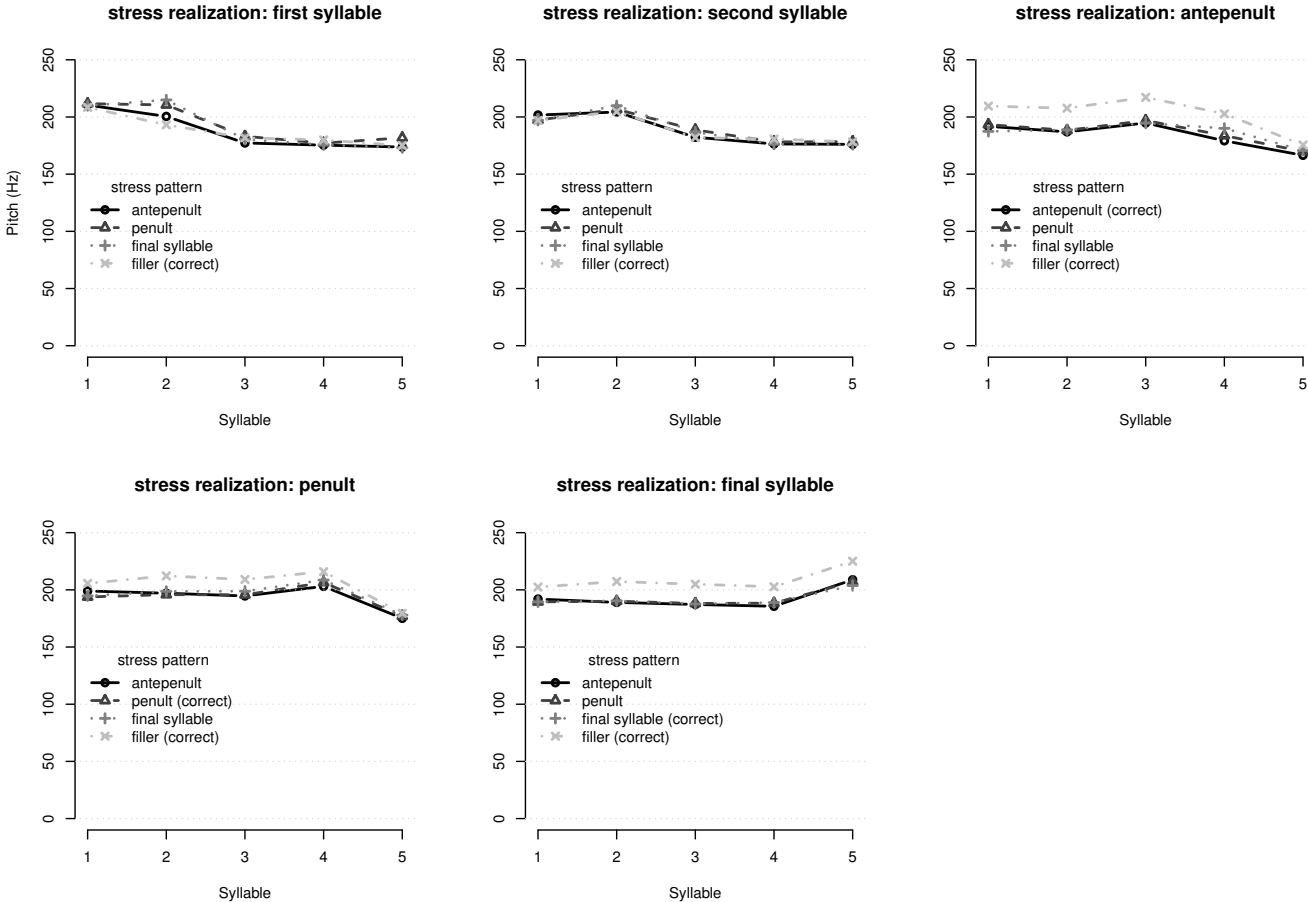 stress realization: first syllable
Pitch (Hz)
250
200
150
100
50
0
stress pattern
antepenult
penult
final syllable
filler (correct)
1 2 3 4 5
Syllable
stress realization: second syllable
250
200
150
100
50
0
stress pattern
antepenult
penult
final syllable
filler (correct)
1 2 3 4 5
Syllable
stress realization: antepenult
250
200
150
100
50
0
stress pattern
antepenult (correct)
penult
final syllable
filler (correct)
1 2 3 4 5
Syllable
stress realization: penult
250
200
150
100
50
0
stress pattern
antepenult
penult (correct)
final syllable
filler (correct)
1 2 3 4 5
Syllable
stress realization: final syllable
250
200
150
100
50
0
stress pattern
antepenult
penult
final syllable (correct)
filler (correct)
1 2 3 4 5
Syllable